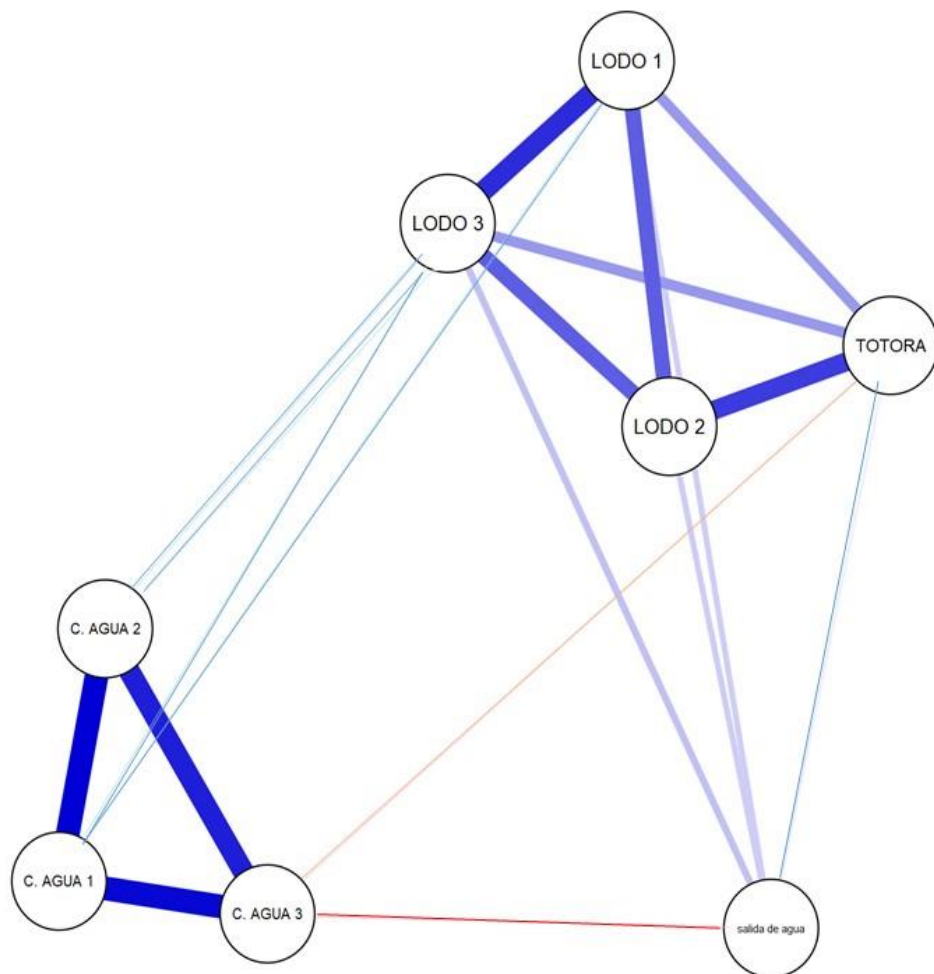 LODO 1
LODO 3
TOTORA
LODO 2
C. AGUA 2
C. AGUA 1
C. AGUA 3
salida de agua